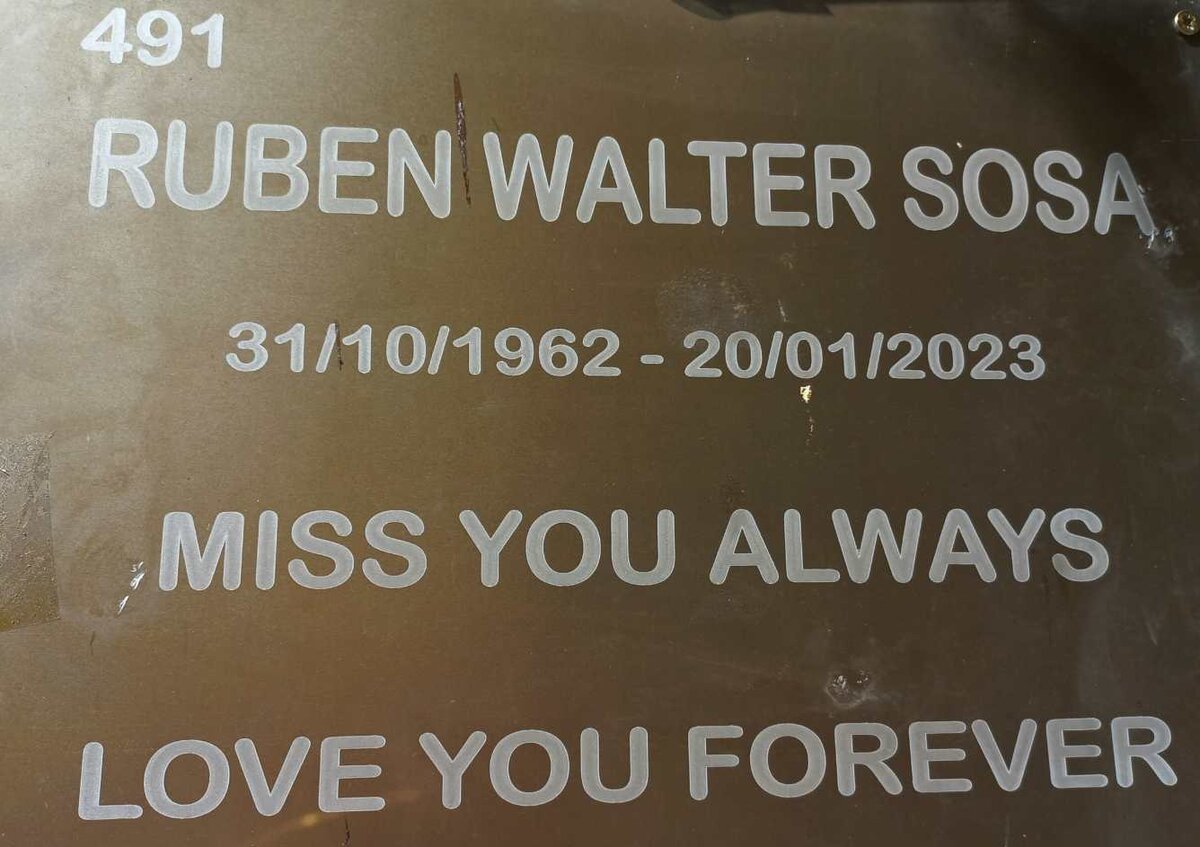 491
RUBEN WALTER SOSA
31/10/1962 - 20/01/2023
MISS YOU ALWAYS
LOVE YOU FOREVER